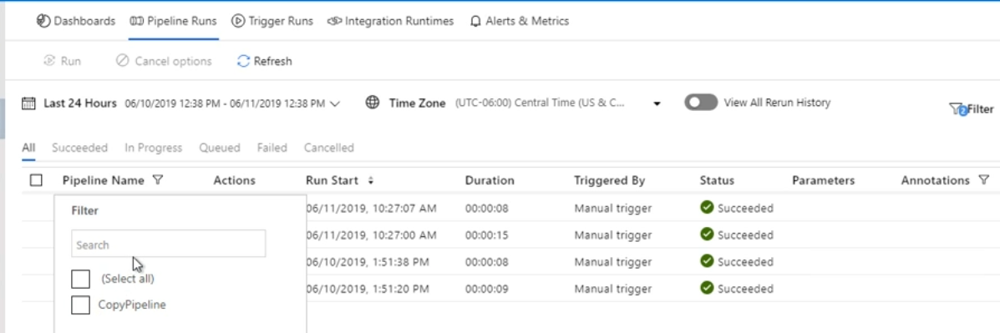 Dashboards Pipeline Runs Trigger Runs Integration Runtimes Alerts & Metrics
Run Cancel options Refresh
Last 24 Hours 06/10/2019 12:38 PM - 06/11/2019 12:38 PM Time Zone (UTC-06:00) Central Time (US & C... View All Rerun History 2 Filter
All Succeeded In Progress Queued Failed Cancelled
Pipeline Name Actions Run Start Duration Triggered By Status Parameters Annotations
Filter
06/11/2019, 10:27:07 AM 00:00:08 Manual trigger Succeeded
Search
06/11/2019, 10:27:00 AM 00:00:15 Manual trigger Succeeded
06/10/2019, 1:51:38 PM 00:00:08 Manual trigger Succeeded
(Select all)
06/10/2019, 1:51:20 PM 00:00:09 Manual trigger Succeeded
CopyPipeline